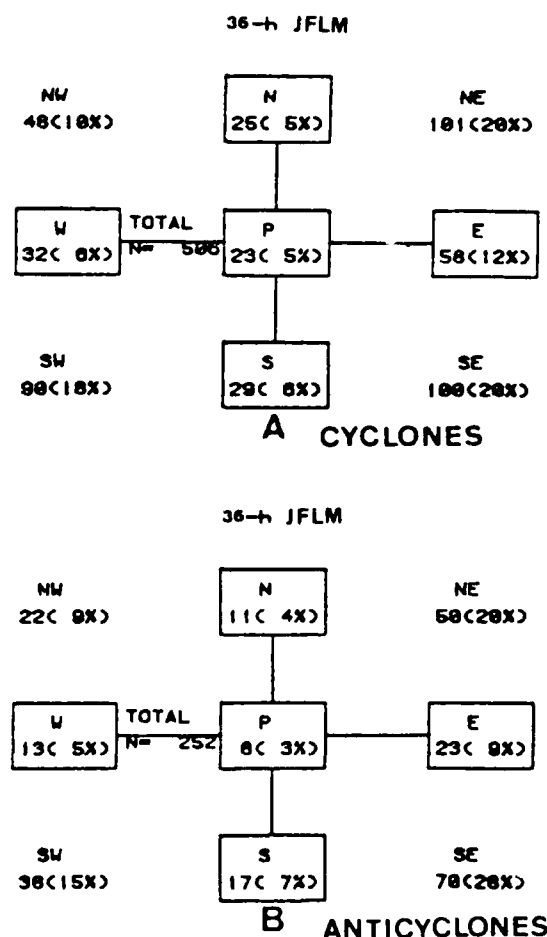 36-h JFLM
NW N NE
48(10%) 25( 5%) 101(20%)
W TOTAL P E
32( 6%) N= 506 23( 5%) 58(12%)
SW S SE
90(18%) 29( 6%) 100(20%)
A CYCLONES
36-h JFLM
NW N NE
22( 9%) 11( 4%) 50(20%)
W TOTAL P E
13( 5%) N= 252 8( 3%) 23( 9%)
SW S SE
38(15%) 17( 7%) 70(28%)
B ANTICYCLONES